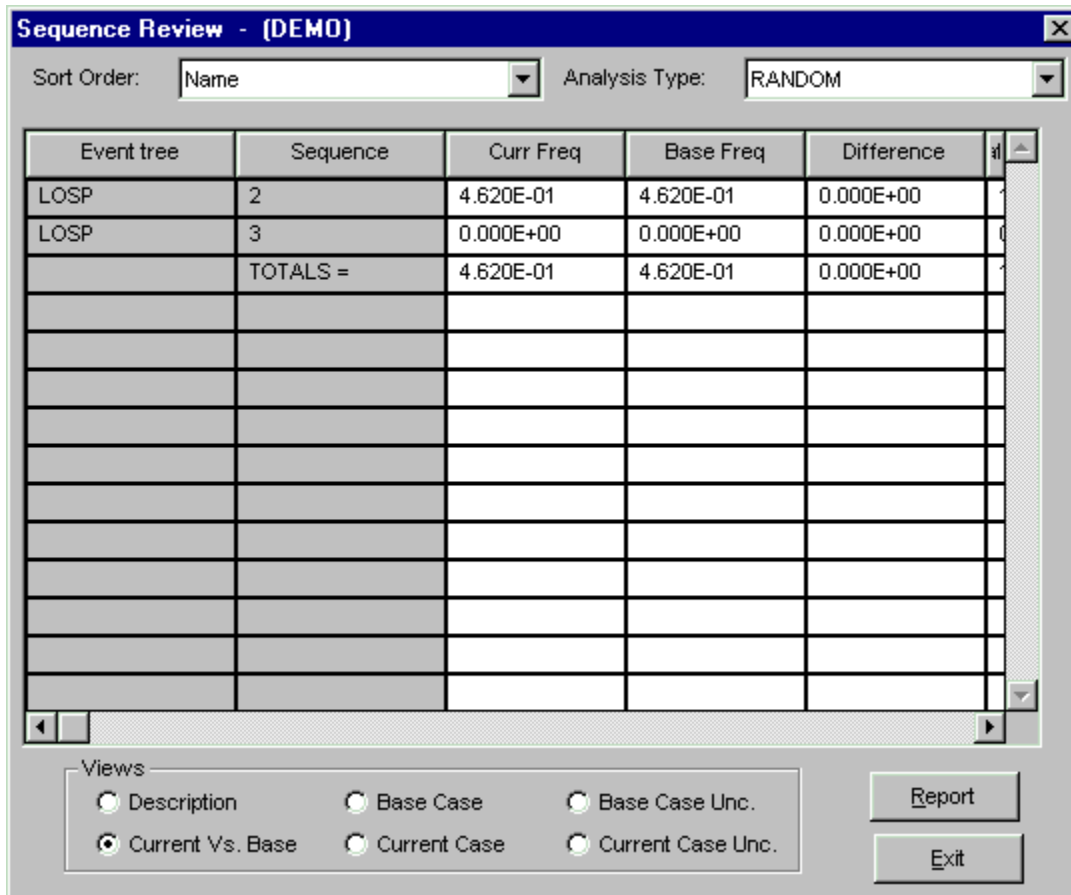 Sequence Review - (DEMO)
Sort Order: Name Analysis Type: RANDOM
Event tree Sequence Curr Freq Base Freq Difference
LOSP 2 4.620E-01 4.620E-01 0.000E+00
LOSP 3 0.000E+00 0.000E+00 0.000E+00
TOTALS = 4.620E-01 4.620E-01 0.000E+00
Views
Description Base Case Base Case Unc.
Current Vs. Base Current Case Current Case Unc.
Report
Exit